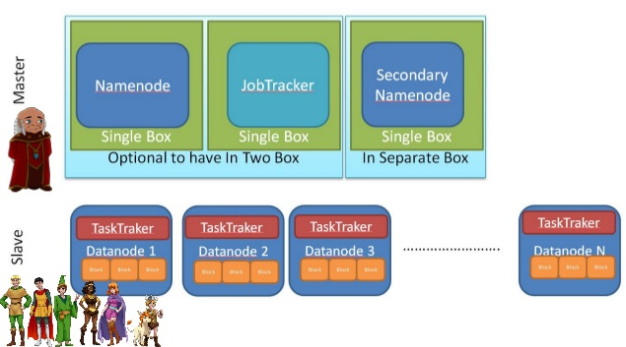 Master
Namenode
JobTracker
Secondary
Namenode
Single Box
Single Box
Single Box
Optional to have In Two Box
In Separate Box
Slave
TaskTraker
TaskTraker
TaskTraker
TaskTraker
Datanode 1
Datanode 2
Datanode 3
....................................
Datanode N
Block Block Block
Block Block Block
Block Block Block
Block Block Block